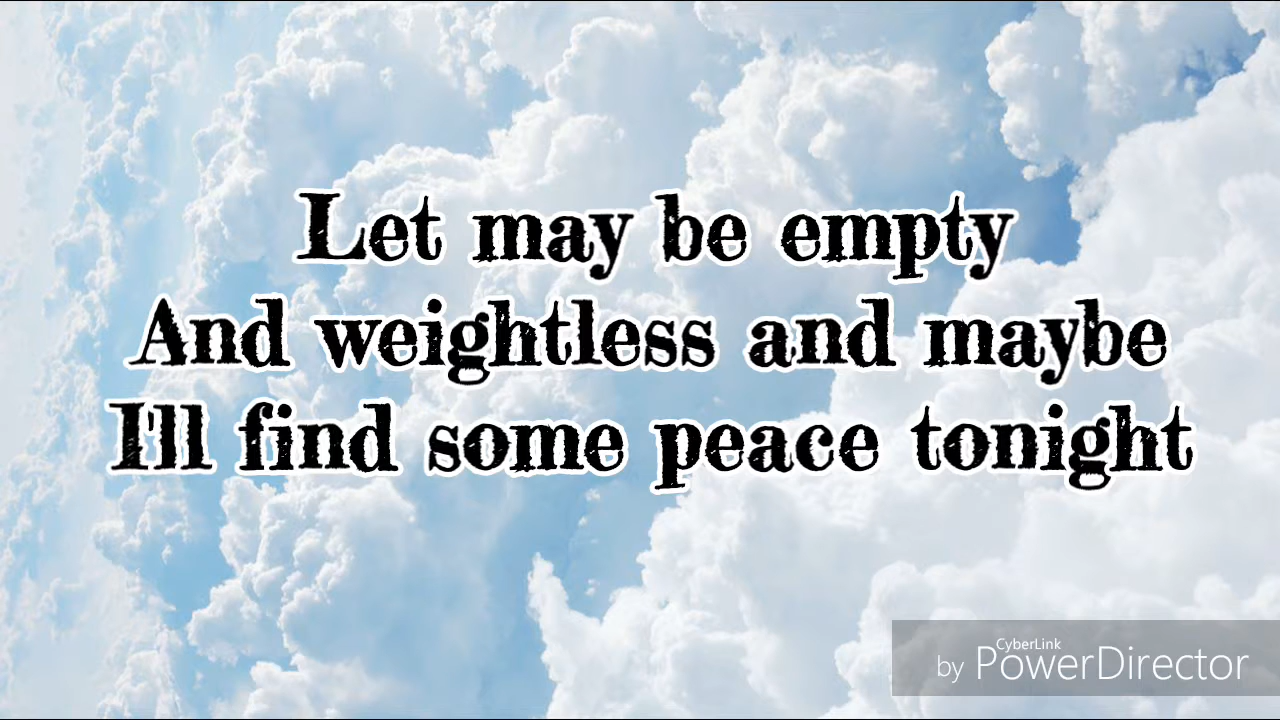 Let may be empty
And weightless and maybe
I'll find some peace tonight
CyberLink
by PowerDirector